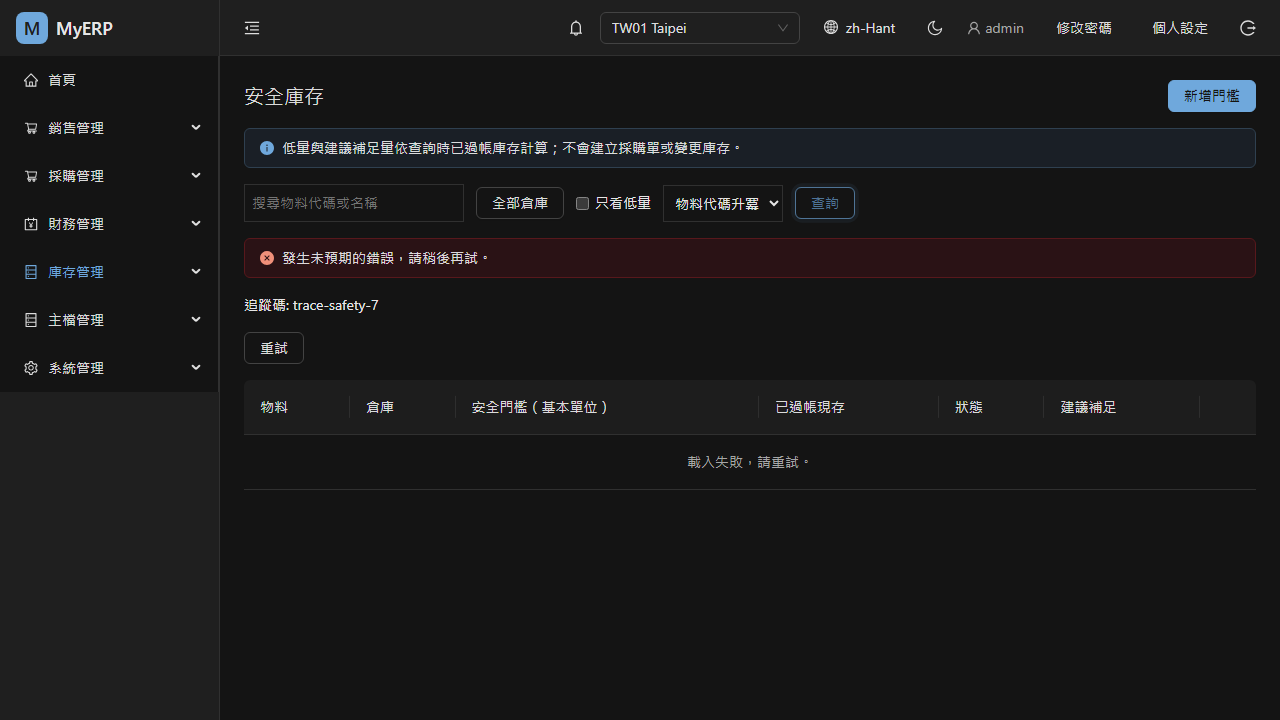 M MyERP
TW01 Taipei
zh-Hant
admin
修改密碼
個人設定
首頁
銷售管理
採購管理
財務管理
庫存管理
主檔管理
系統管理
安全庫存
新增門檻
低量與建議補足量依查詢時已過帳庫存計算；不會建立採購單或變更庫存。
搜尋物料代碼或名稱
全部倉庫
只看低量
物料代碼升冪
查詢
發生未預期的錯誤，請稍後再試。
追蹤碼: trace-safety-7
重試
物料 倉庫 安全門檻（基本單位） 已過帳現存 狀態 建議補足
載入失敗，請重試。